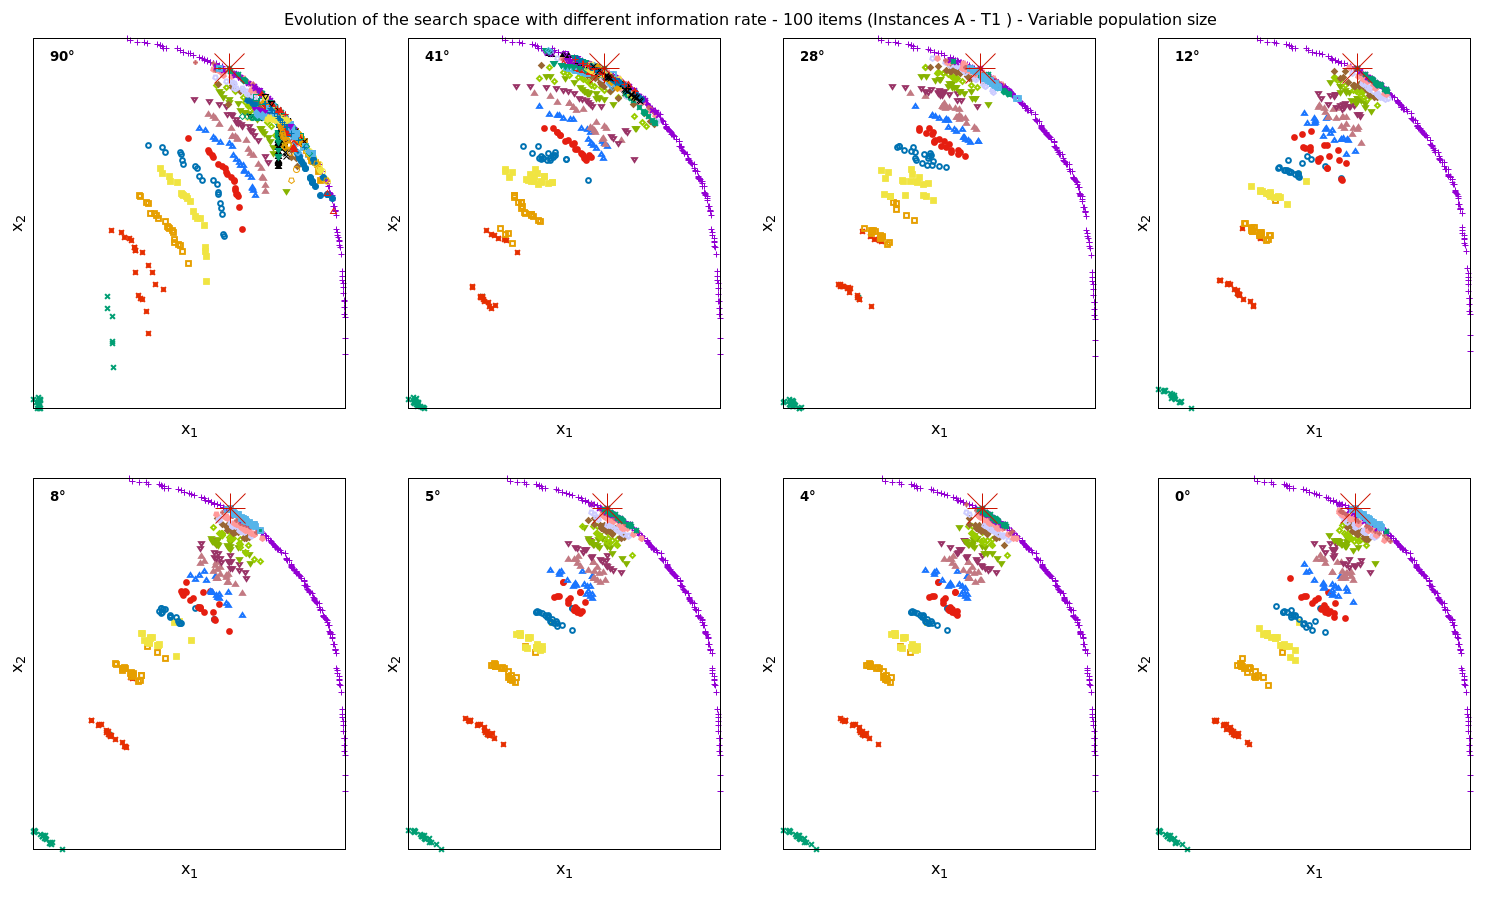 Evolution of the search space with different information rate - 100 items (Instances A - T1 ) - Variable population size
90° 41° 28° 12°
x2 x2 x2 x2
x1 x1 x1 x1
8° 5° 4° 0°
x2 x2 x2 x2
x1 x1 x1 x1